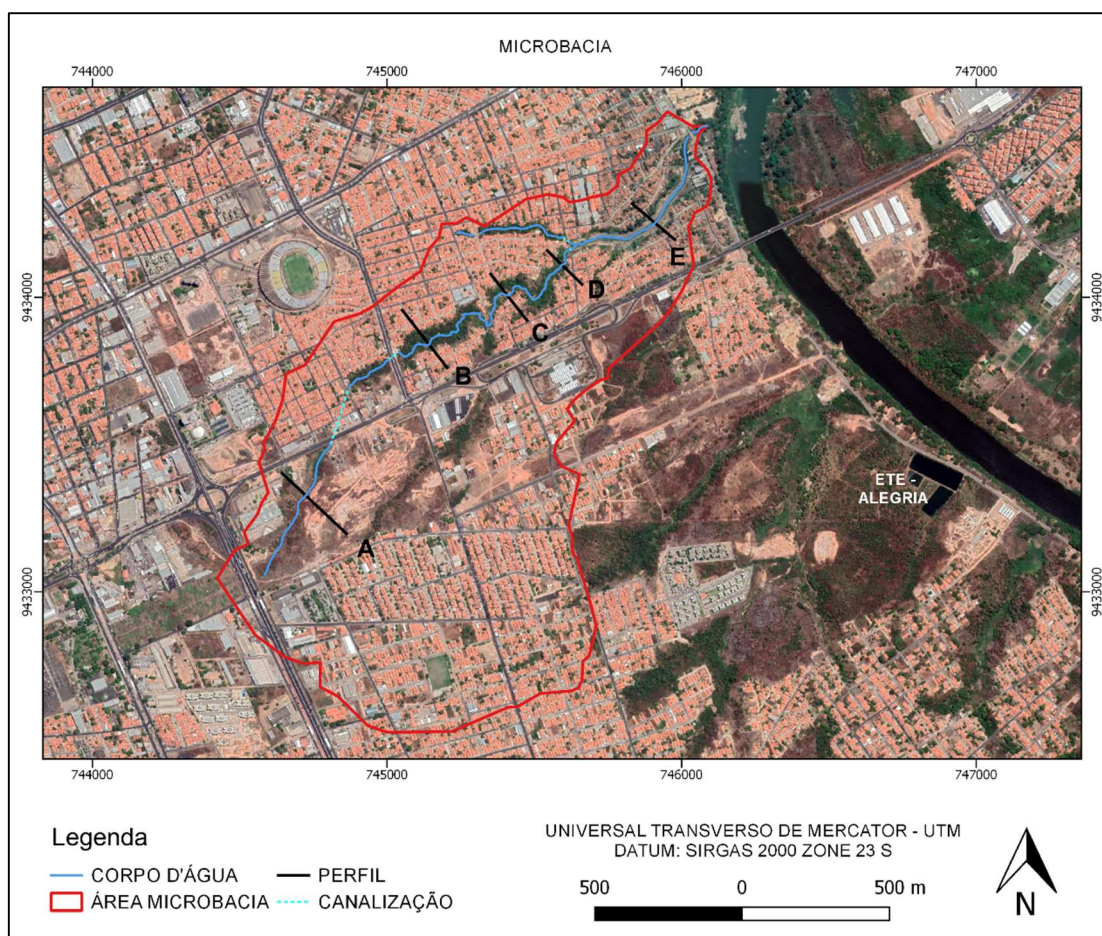 MICROBACIA
744000 745000 746000 747000
9434000 9434000
9433000 9433000
E
D
C
B
A
ETE -
ALEGRIA
744000 745000 746000 747000
Legenda
CORPO D'ÁGUA PERFIL
ÁREA MICROBACIA CANALIZAÇÃO
UNIVERSAL TRANSVERSO DE MERCATOR - UTM
DATUM: SIRGAS 2000 ZONE 23 S
500 0 500 m
N